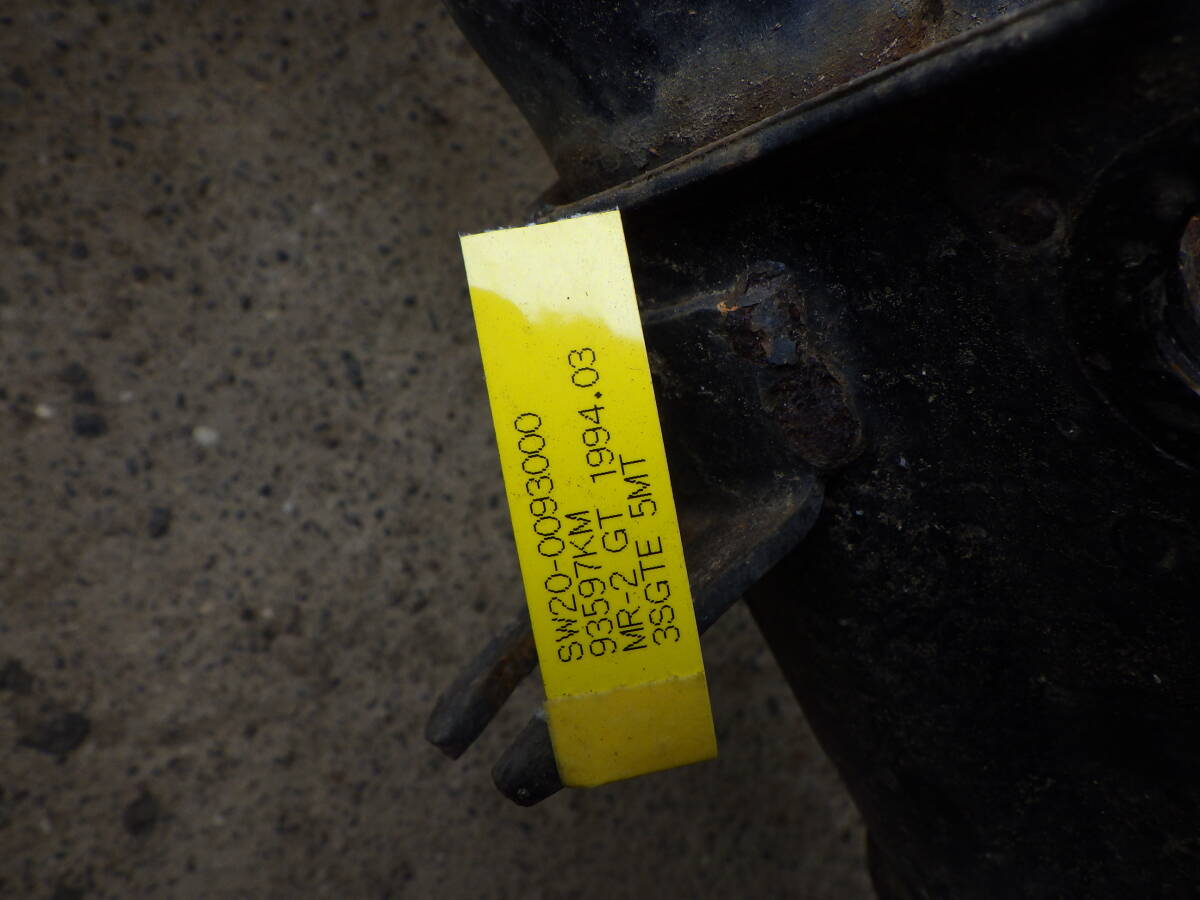 SW20-0093000
93597KM
MR-2 GT 1994.03
3SGTE 5MT